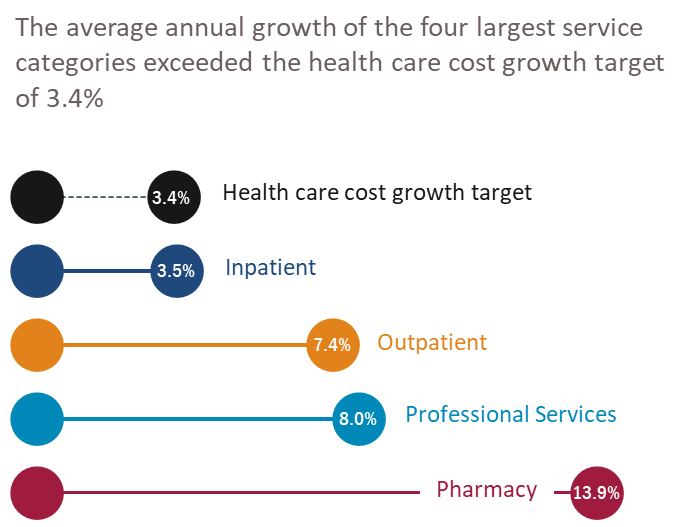 The average annual growth of the four largest service
categories exceeded the health care cost growth target
of 3.4%
3.4% Health care cost growth target
3.5% Inpatient
7.4% Outpatient
8.0% Professional Services
Pharmacy 13.9%